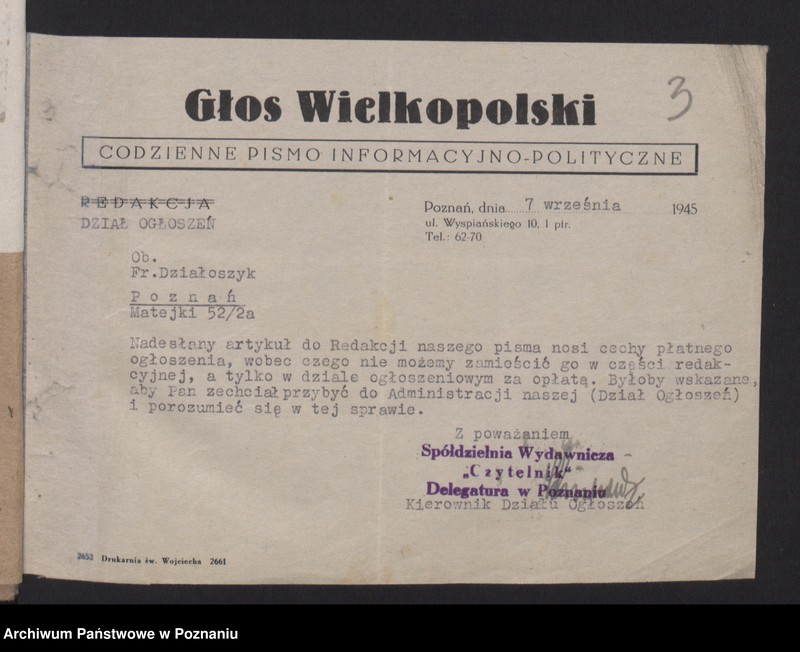 Głos Wielkopolski
3
CODZIENNE PISMO INFORMACYJNO-POLITYCZNE
REDAKCJA
DZIAŁ OGŁOSZEŃ
Poznań, dnia 7 września 1945
ul. Wyspiańskiego 10, I ptr.
Tel.: 62-70
Ob.
Fr.Działoszyk
Poznań
Matejki 52/2a
Nadesłany artykuł do Redakcji naszego pisma nosi cechy płatnego
ogłoszenia, wobec czego nie możemy zamieścić go w części redak-
cyjnej, a tylko w dziale ogłoszeniowym za opłatą. Byłoby wskazane,
aby Pan zechciał przybyć do Administracji naszej (Dział Ogłoszeń)
i porozumieć się w tej sprawie.
Z poważaniem
Spółdzielnia Wydawnicza
„Czytelnik"
Delegatura w Poznaniu
Kierownik Działu Ogłoszeń
2652 Drukarnia św. Wojciecha 2661
Archiwum Państwowe w Poznaniu